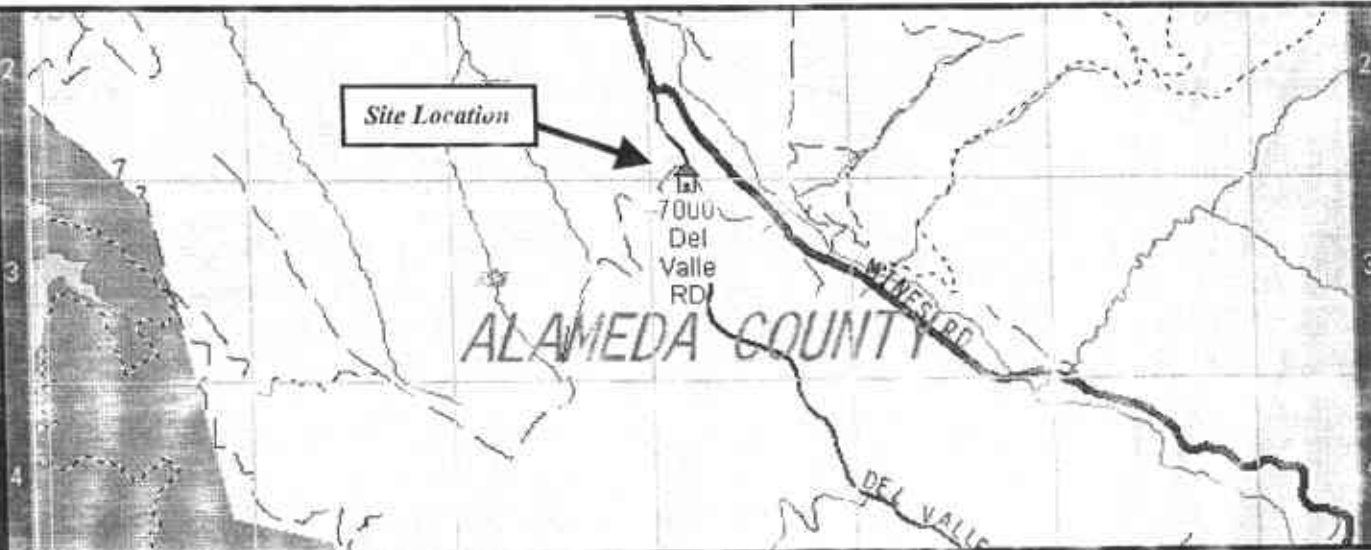 2
2
Site Location
7000
Del
Valle
RD
3
3
MINES RD
ALAMEDA COUNTY
4
DEL VALLE